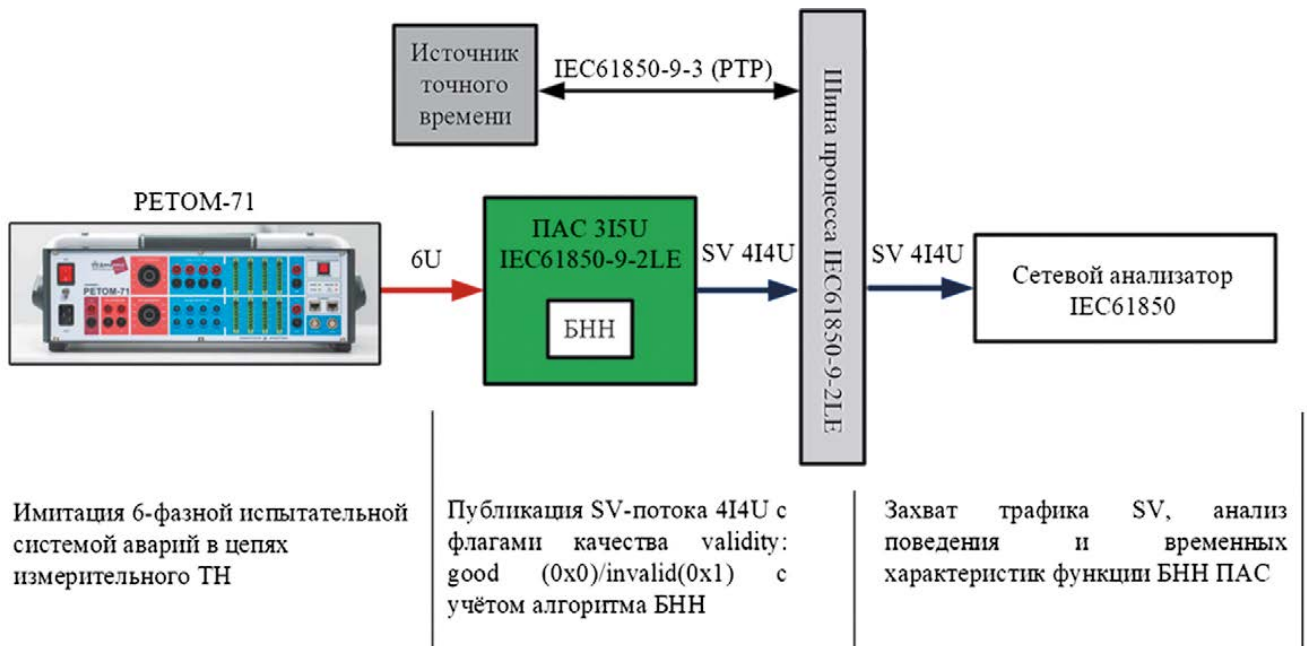 Источник
точного
времени
IEC61850-9-3 (PTP)
Шина процесса IEC61850-9-2LE
РЕТОМ-71
РЕТОМ-71
6U
ПАС 3I5U
IEC61850-9-2LE
БНН
SV 4I4U
SV 4I4U
Сетевой анализатор
IEC61850
Имитация 6-фазной испытательной
системой аварий в цепях
измерительного ТН
Публикация SV-потока 4I4U с
флагами качества validity:
good (0x0)/invalid(0x1) с
учётом алгоритма БНН
Захват трафика SV, анализ
поведения и временных
характеристик функции БНН ПАС